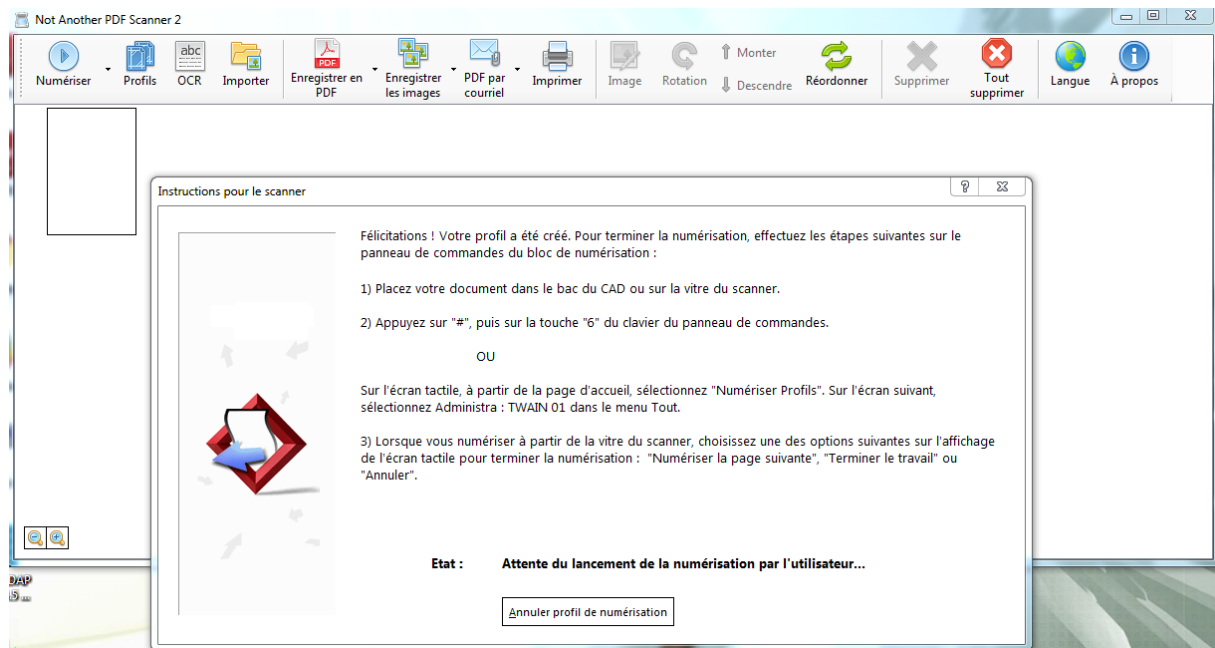 Not Another PDF Scanner 2
Numériser
Profils
abc
OCR
Importer
PDF
Enregistrer en
PDF
Enregistrer
les images
PDF par
courriel
Imprimer
Image
Rotation
Monter
Descendre
Réordonner
Supprimer
Tout
supprimer
Langue
À propos
Instructions pour le scanner
Félicitations ! Votre profil a été créé. Pour terminer la numérisation, effectuez les étapes suivantes sur le
panneau de commandes du bloc de numérisation :
1) Placez votre document dans le bac du CAD ou sur la vitre du scanner.
2) Appuyez sur "#", puis sur la touche "6" du clavier du panneau de commandes.
OU
Sur l'écran tactile, à partir de la page d'accueil, sélectionnez "Numériser Profils". Sur l'écran suivant,
sélectionnez Administra : TWAIN 01 dans le menu Tout.
3) Lorsque vous numériser à partir de la vitre du scanner, choisissez une des options suivantes sur l'affichage
de l'écran tactile pour terminer la numérisation : "Numériser la page suivante", "Terminer le travail" ou
"Annuler".
Etat : Attente du lancement de la numérisation par l'utilisateur...
Annuler profil de numérisation